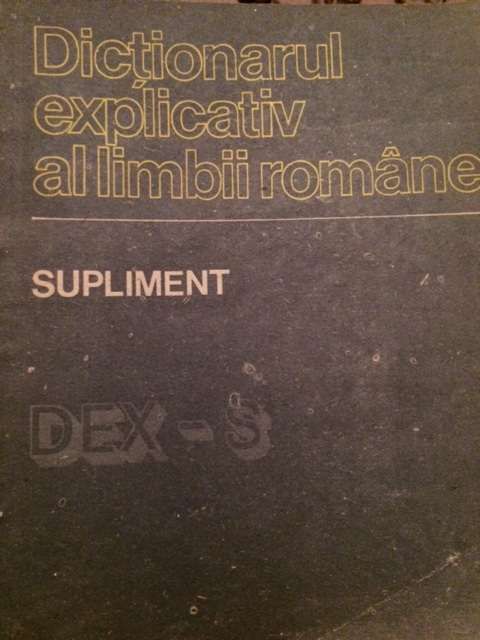 Dicționarul
explicativ
al limbii române
SUPLIMENT
DEX - S